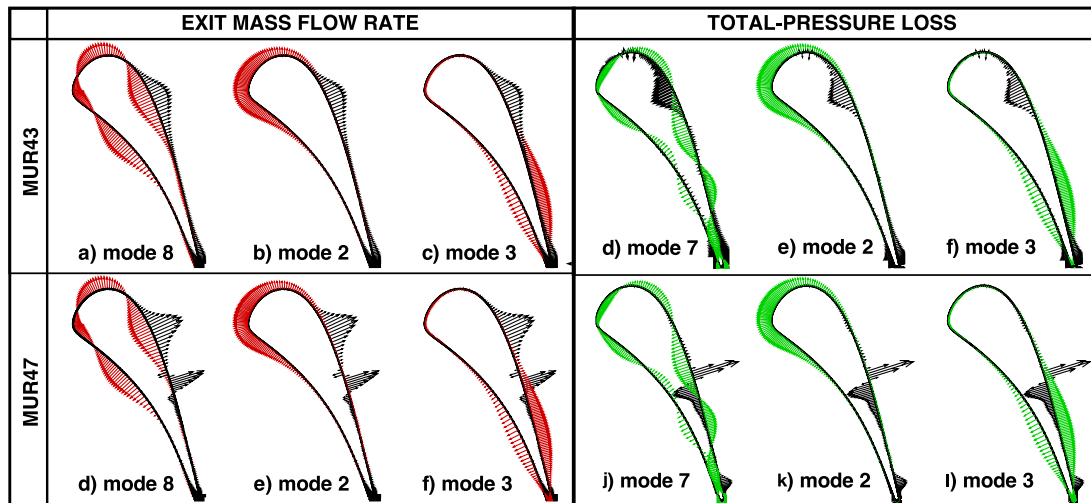 EXIT MASS FLOW RATE
TOTAL-PRESSURE LOSS
MUR43
a) mode 8
b) mode 2
c) mode 3
d) mode 7
e) mode 2
f) mode 3
MUR47
d) mode 8
e) mode 2
f) mode 3
j) mode 7
k) mode 2
l) mode 3